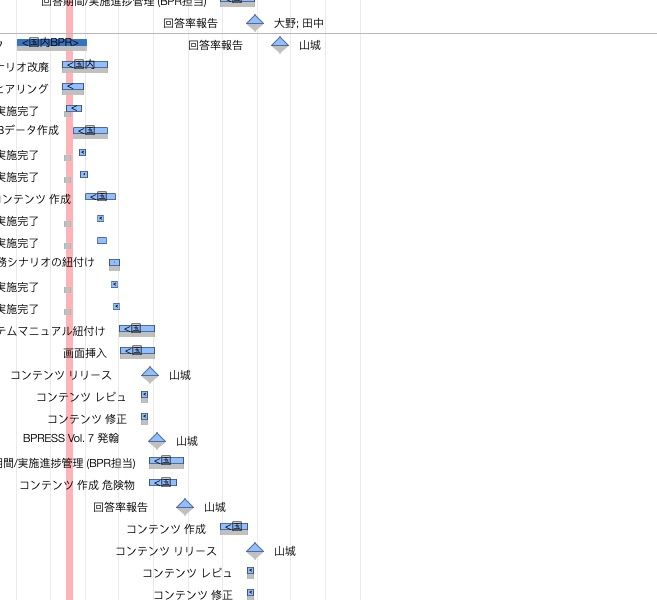 回答期間/実施進捗管理 (BPR担当)
回答率報告 大野; 田中
<国内BPR> 回答率報告 山城
ナリオ改廃 <国内
ヒアリング <
実施完了 <
Bデータ作成 <国
実施完了
実施完了
コンテンツ 作成 <国
実施完了
実施完了
務シナリオの紐付け
実施完了
実施完了
テムマニュアル紐付け <国
画面挿入 <国
コンテンツ リリース 山城
コンテンツ レビュ
コンテンツ 修正
BPRESS Vol. 7 発翰 山城
期間/実施進捗管理 (BPR担当) <国
コンテンツ 作成 危険物 <国
回答率報告 山城
コンテンツ 作成 <国
コンテンツ リリース 山城
コンテンツ レビュ
コンテンツ 修正